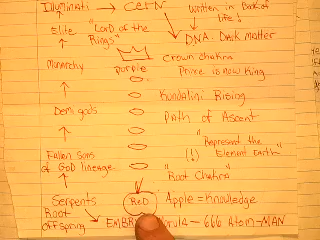 Illuminati → CERN written in Book of life!
Elite "Lord of the Rings" DNA: Dark matter
monarchy purple crown chakra
Prince is now King
Kundalini Rising
Demi gods Path of Ascent
"Represent the Element Earth"
Fallen Sons of GoD lineage (!)
"Root Chakra"
Serpents Root offspring RED Apple = Knowledge
666 Atom-MAN